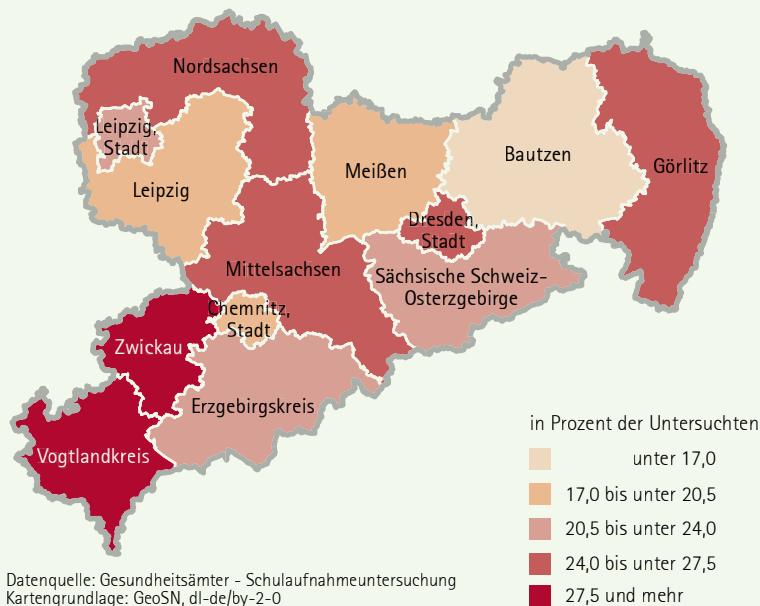 Nordsachsen
Leipzig,
Stadt
Leipzig
Meißen
Bautzen
Görlitz
Dresden,
Stadt
Mittelsachsen
Sächsische Schweiz-
Osterzgebirge
Chemnitz,
Stadt
Zwickau
Erzgebirgskreis
Vogtlandkreis
in Prozent der Untersuchten
unter 17,0
17,0 bis unter 20,5
20,5 bis unter 24,0
24,0 bis unter 27,5
27,5 und mehr
Datenquelle: Gesundheitsämter - Schulaufnahmeuntersuchung
Kartengrundlage: GeoSN, dl-de/by-2-0